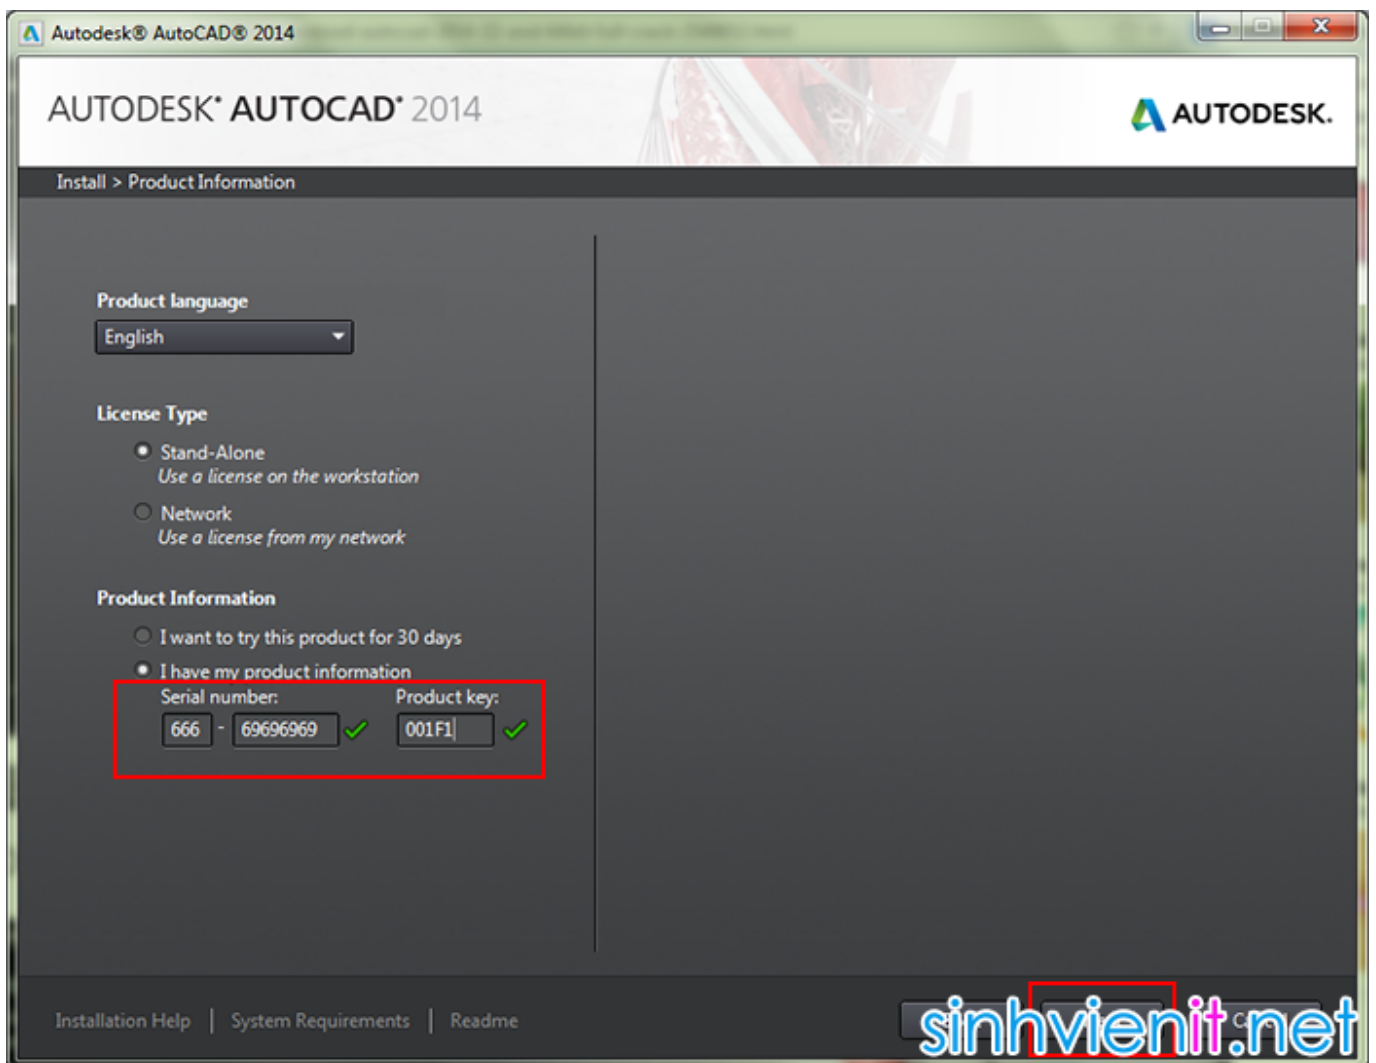 Autodesk® AutoCAD® 2014
AUTODESK® AUTOCAD® 2014
AUTODESK.
Install > Product Information
Product language
English
License Type
Stand-Alone
Use a license on the workstation
Network
Use a license from my network
Product Information
I want to try this product for 30 days
I have my product information
Serial number: Product key:
666 - 69696969 001F1
Installation Help | System Requirements | Readme
sinhvienit.net